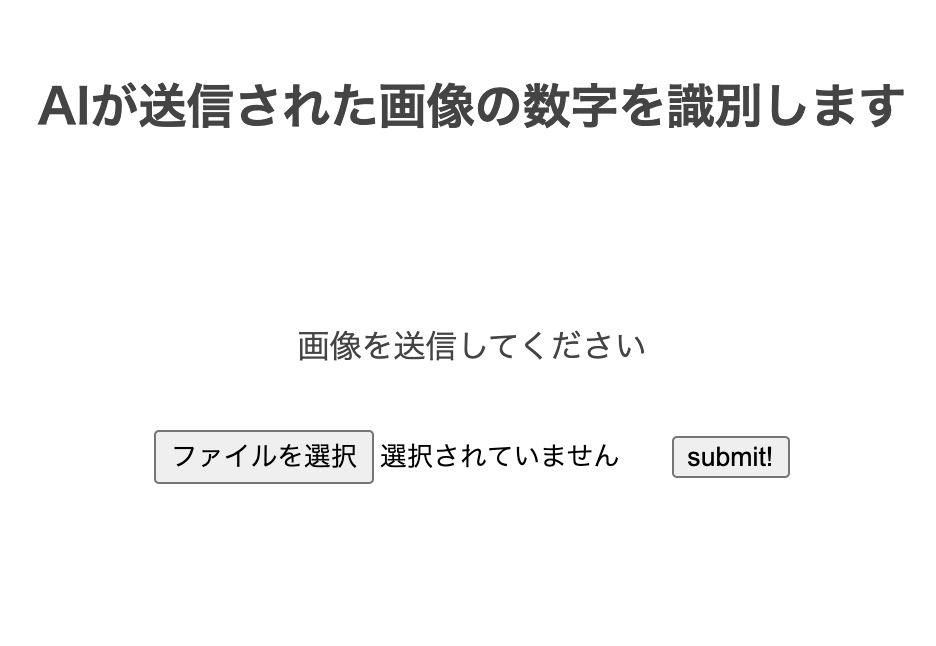 AIが送信された画像の数字を識別します
画像を送信してください
ファイルを選択 選択されていません submit!